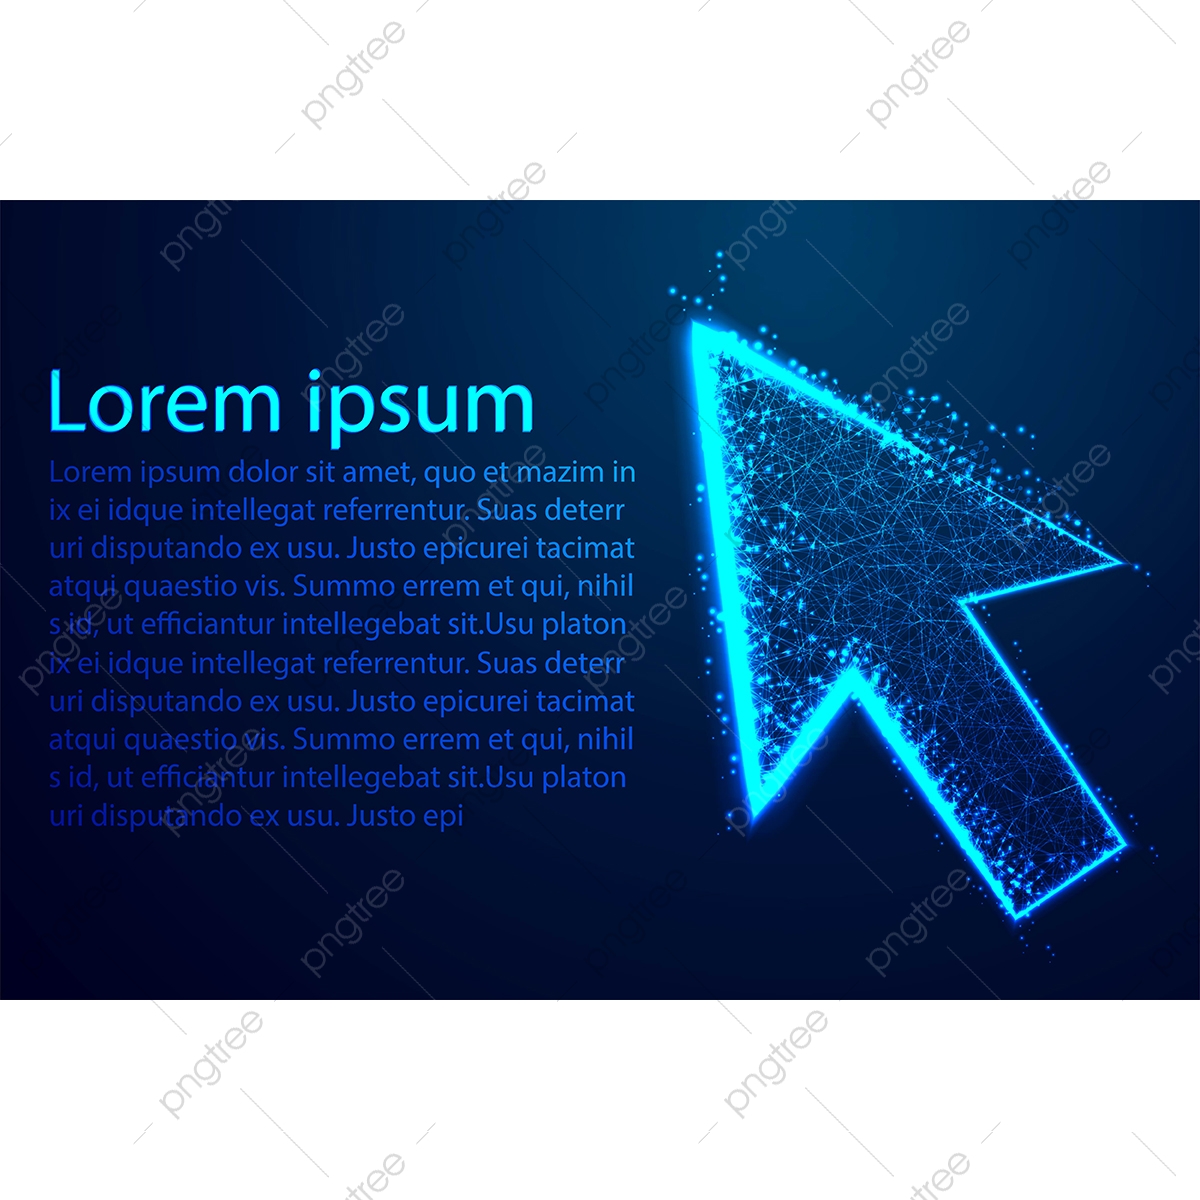 Lorem ipsum
Lorem ipsum dolor sit amet, quo et mazim in
ix ei idque intellegat referrentur. Suas deterr
uri disputando ex usu. Justo epicurei tacimat
atqui quaestio vis. Summo errem et qui, nihil
s id, ut efficiantur intellegebat sit.Usu platon
ix ei idque intellegat referrentur. Suas deterr
uri disputando ex usu. Justo epicurei tacimat
atqui quaestio vis. Summo errem et qui, nihil
s id, ut efficiantur intellegebat sit.Usu platon
uri disputando ex usu. Justo epi
pngtree